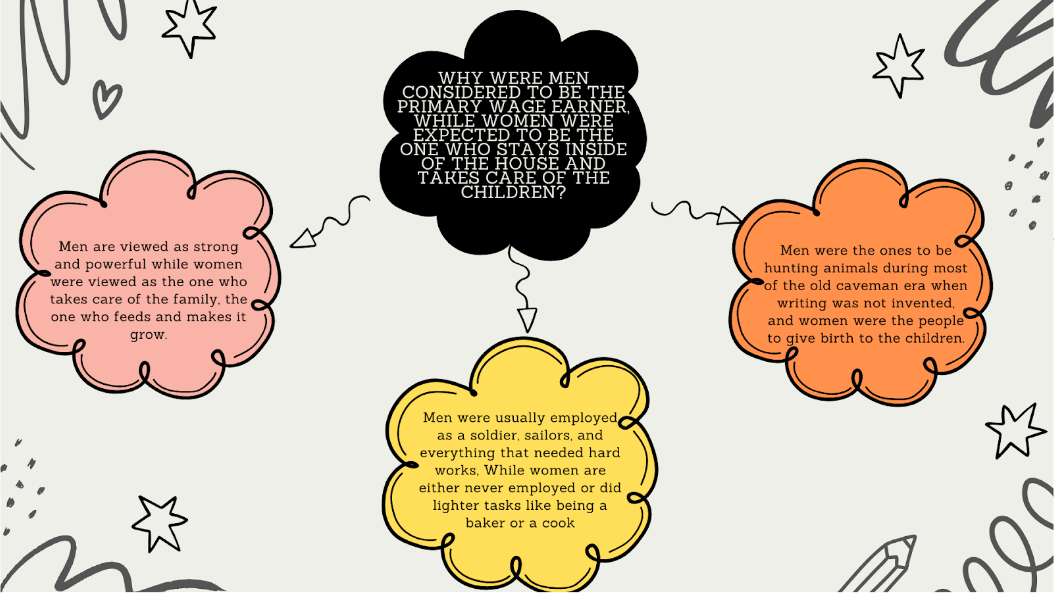 WHY WERE MEN
CONSIDERED TO BE THE
PRIMARY WAGE EARNER,
WHILE WOMEN WERE
EXPECTED TO BE THE
ONE WHO STAYS INSIDE
OF THE HOUSE AND
TAKES CARE OF THE
CHILDREN?
Men are viewed as strong
and powerful while women
were viewed as the one who
takes care of the family, the
one who feeds and makes it
grow.
Men were usually employed
as a soldier, sailors, and
everything that needed hard
works, While women are
either never employed or did
lighter tasks like being a
baker or a cook
Men were the ones to be
hunting animals during most
of the old caveman era when
writing was not invented,
and women were the people
to give birth to the children.